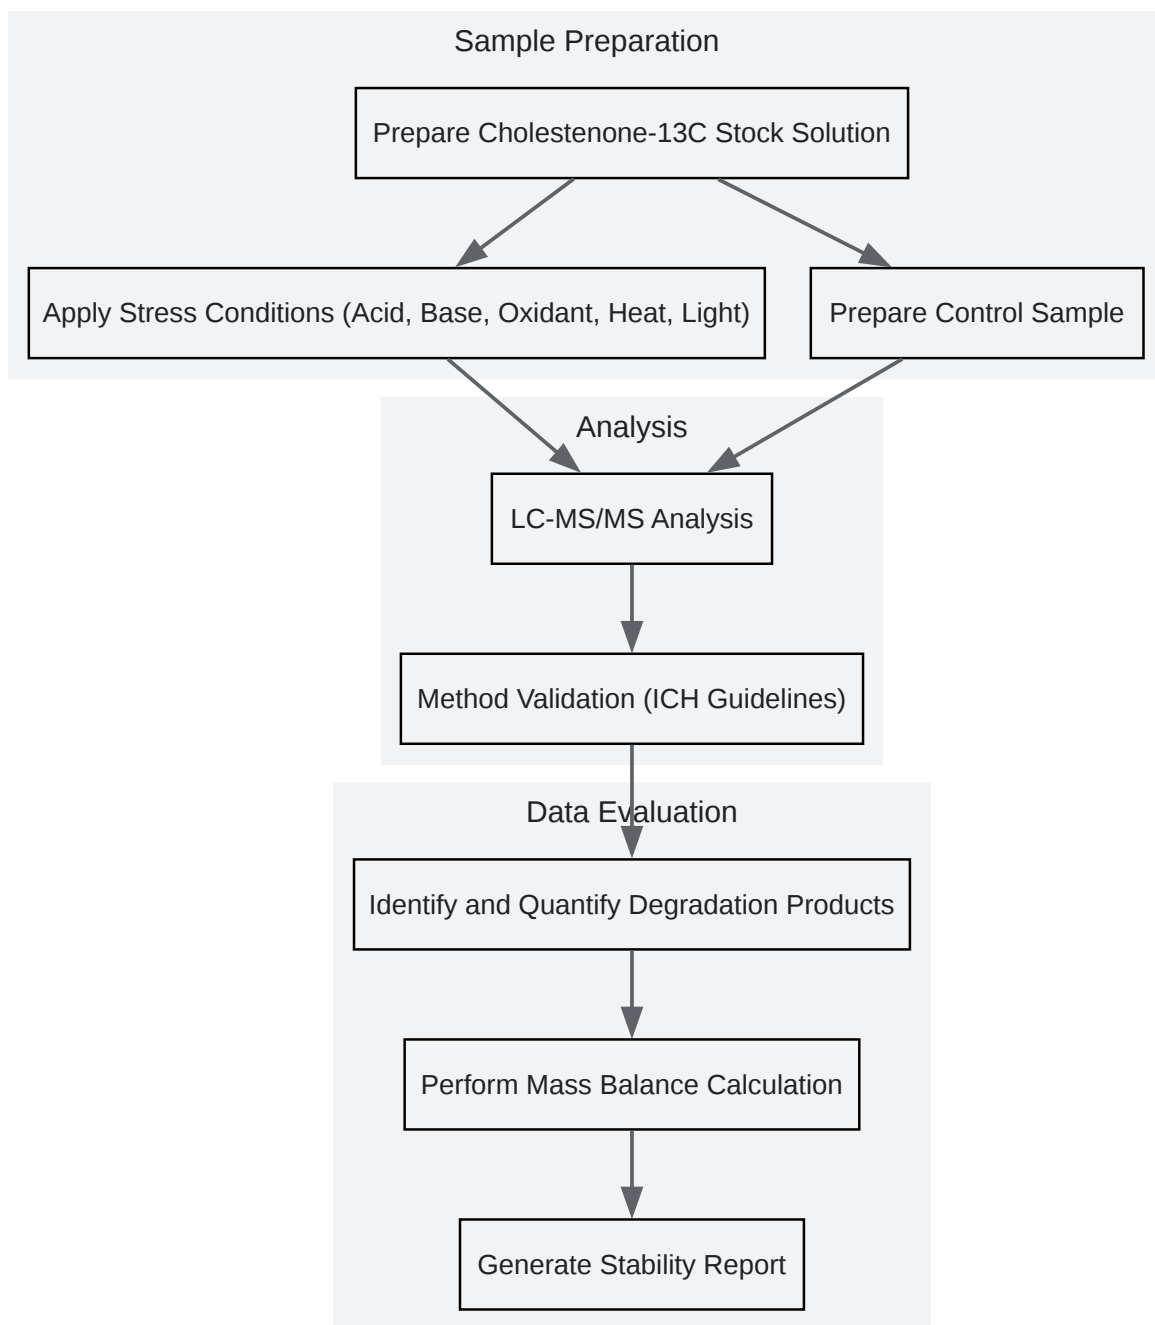 Sample Preparation
Prepare Cholestenone-13C Stock Solution
Apply Stress Conditions (Acid, Base, Oxidant, Heat, Light)
Prepare Control Sample
Analysis
LC-MS/MS Analysis
Method Validation (ICH Guidelines)
Data Evaluation
Identify and Quantify Degradation Products
Perform Mass Balance Calculation
Generate Stability Report